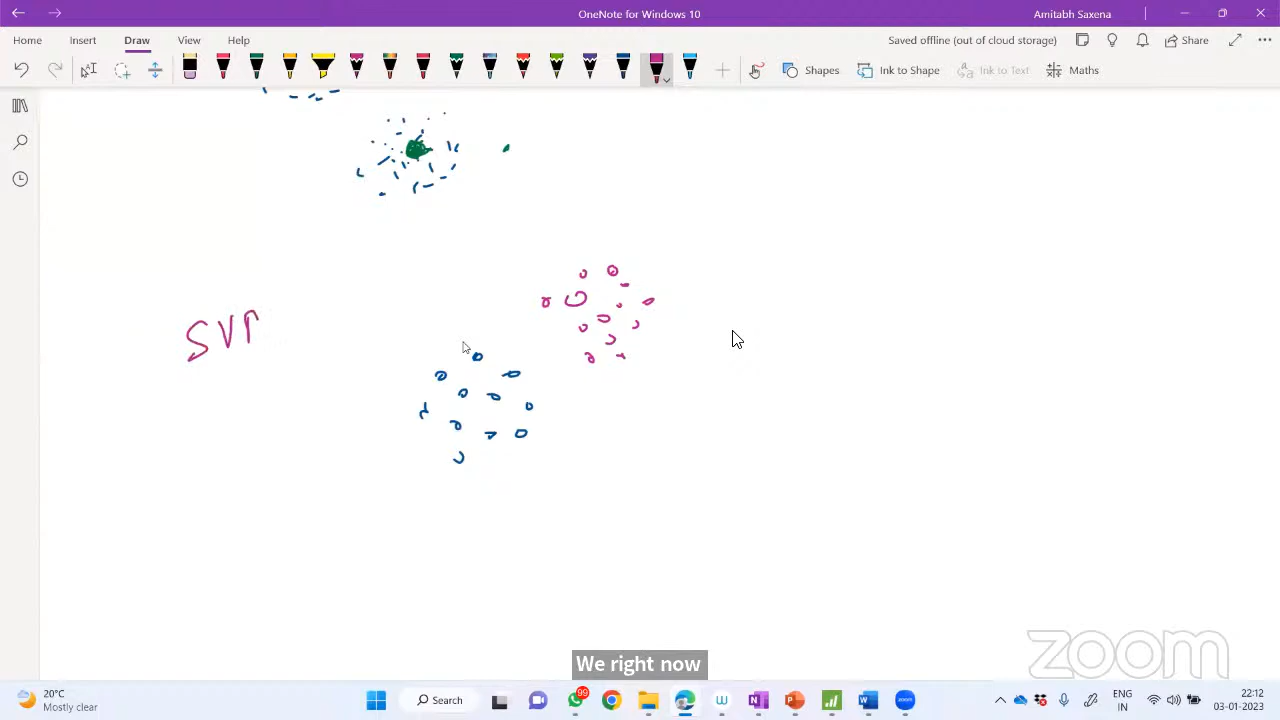 OneNote for Windows 10
Amitabh Saxena
Home Insert Draw View Help
Saved offline (out of cloud storage)
Share
Shapes
Ink to Shape
Ink to Text
Maths
We right now
zoom
20°C
Mostly clear
Search
99
ENG
IN
22:12
03-01-2023